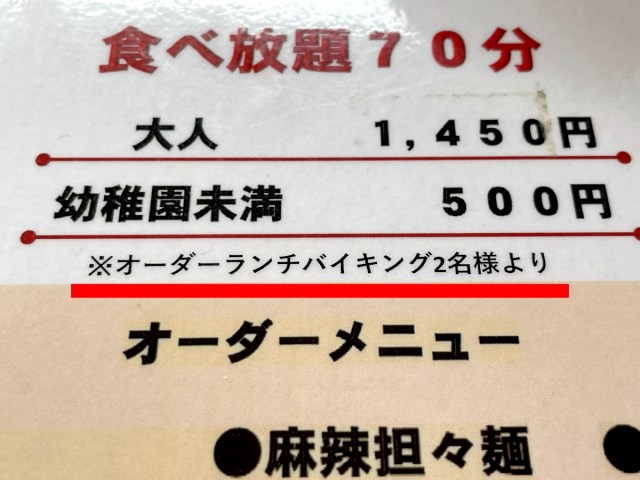 食べ放題70分
大人 1,450円
幼稚園未満 500円
※オーダーランチバイキング2名様より
オーダーメニュー
●麻辣担々麺 ●